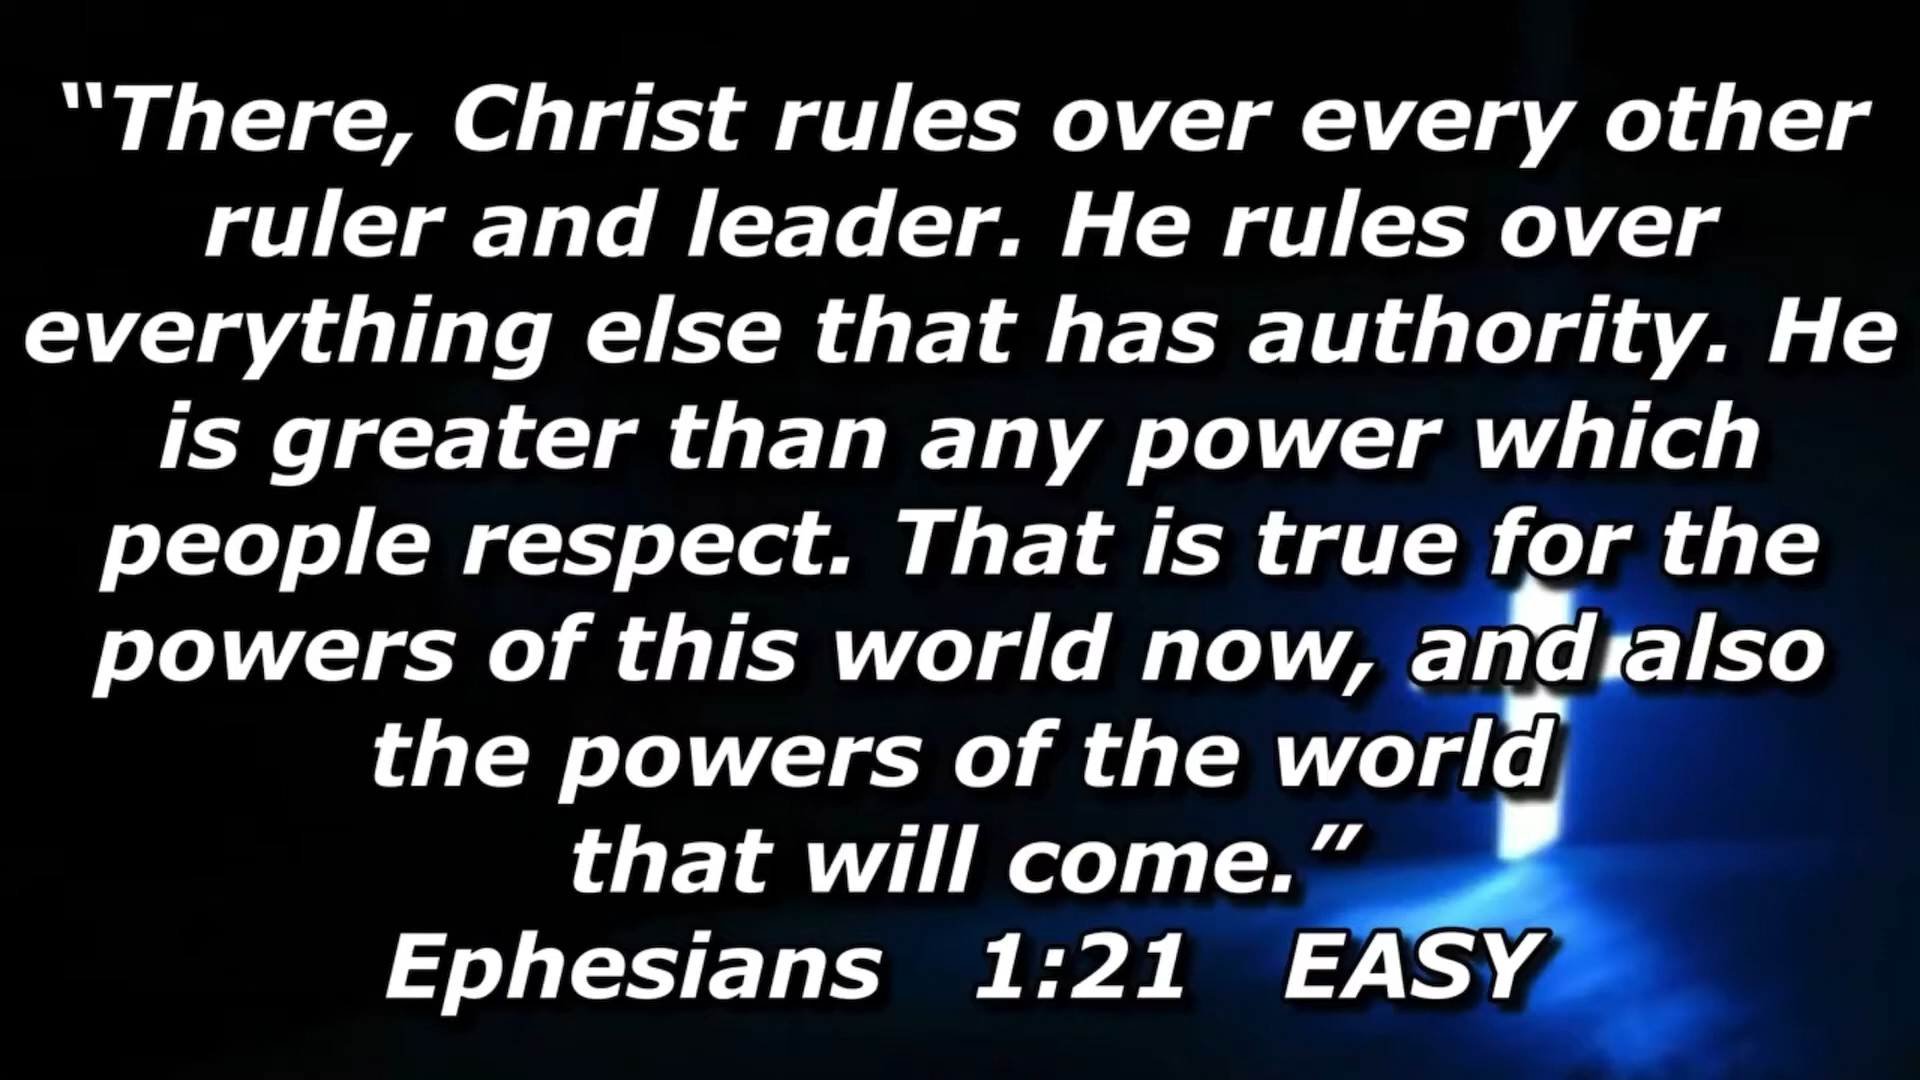 “There, Christ rules over every other
ruler and leader. He rules over
everything else that has authority. He
is greater than any power which
people respect. That is true for the
powers of this world now, and also
the powers of the world
that will come.”
Ephesians 1:21 EASY